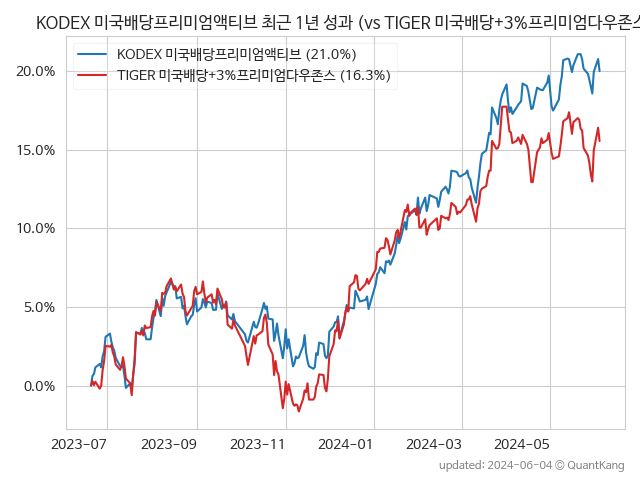 KODEX 미국배당프리미엄액티브 최근 1년 성과 (vs TIGER 미국배당+3%프리미엄다우존스
KODEX 미국배당프리미엄액티브 (21.0%)
TIGER 미국배당+3%프리미엄다우존스 (16.3%)
20.0%
15.0%
10.0%
5.0%
0.0%
2023-07 2023-09 2023-11 2024-01 2024-03 2024-05
updated: 2024-06-04 ⓒ QuantKang